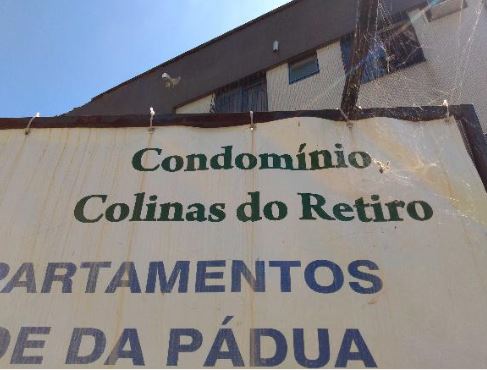 Condomínio
Colinas do Retiro
PARTAMENTOS
DE DA PÁDUA